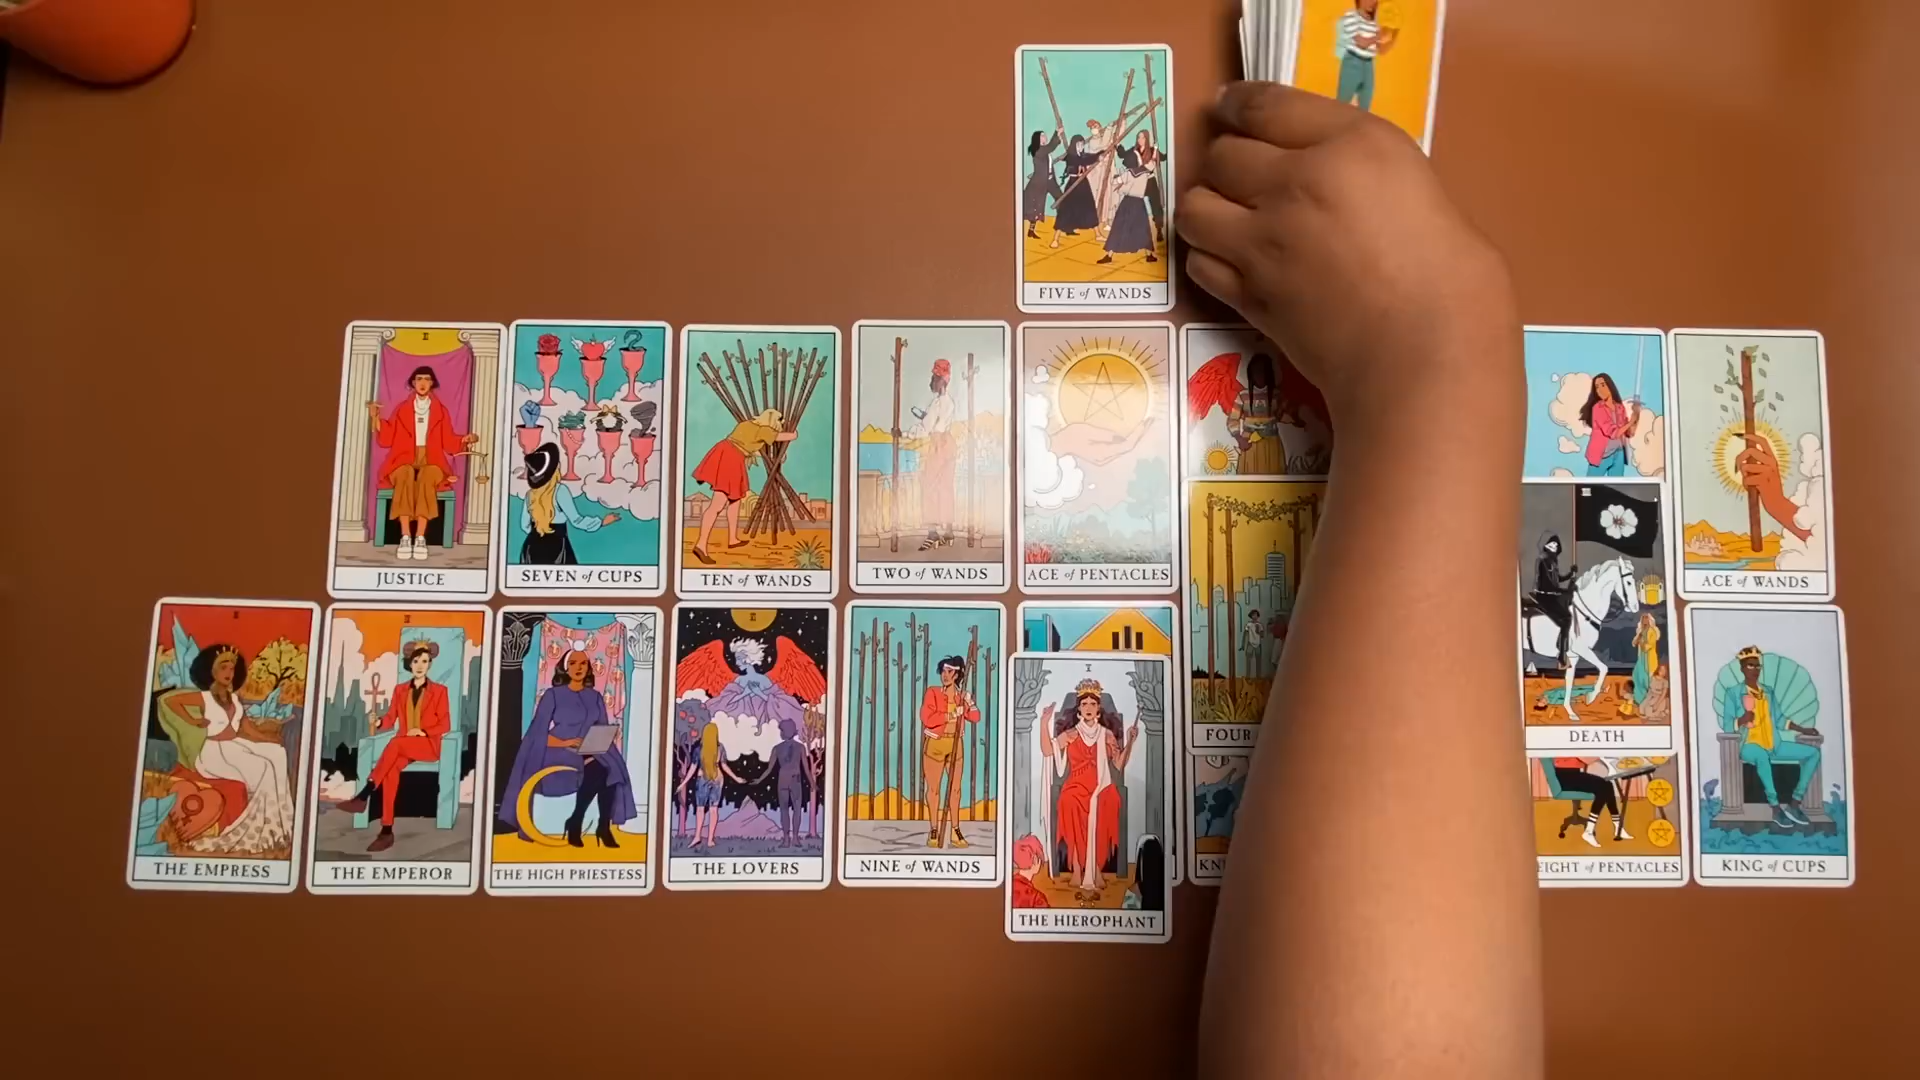 FIVE of WANDS
JUSTICE
SEVEN of CUPS
TEN of WANDS
TWO of WANDS
ACE of PENTACLES
ACE of WANDS
FOUR
DEATH
THE EMPRESS
THE EMPEROR
THE HIGH PRIESTESS
THE LOVERS
NINE of WANDS
THE HIEROPHANT
KN
EIGHT of PENTACLES
KING of CUPS